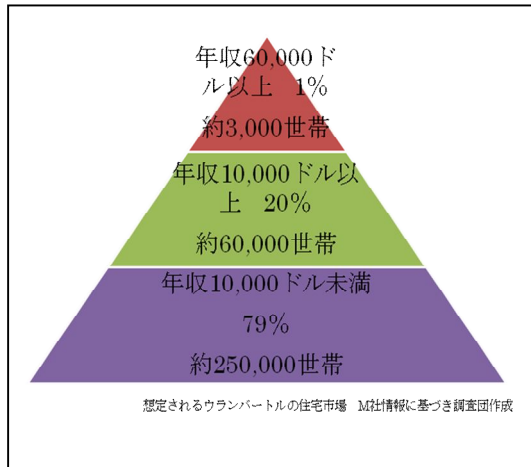 年収60,000ド
ル以上 1%
約3,000世帯
年収10,000ドル以
上 20%
約60,000世帯
年収10,000ドル未満
79%
約250,000世帯
想定されるウランバートルの住宅市場 M社情報に基づき調査団作成